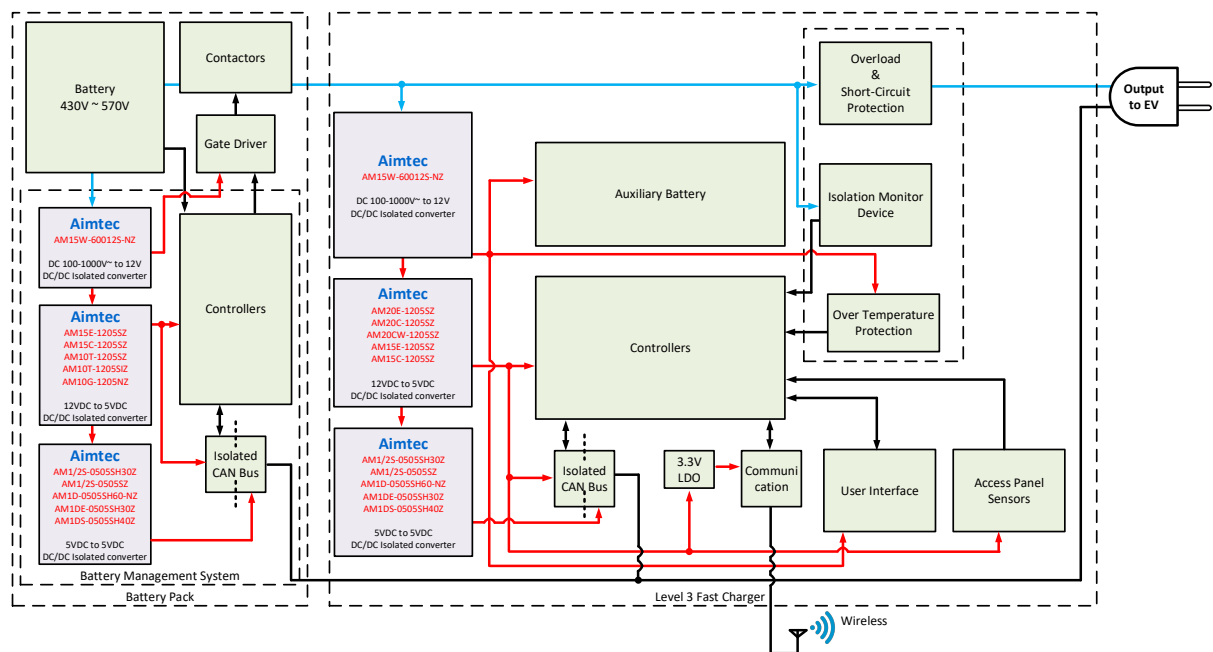 Battery
430V ~ 570V
Contactors
Gate Driver
Aimtec
AM15W-60012S-NZ
DC 100-1000V~ to 12V
DC/DC Isolated converter
Aimtec
AM15E-1205SZ
AM15C-1205SZ
AM10T-1205SZ
AM10T-1205SIZ
AM10G-1205NZ
12VDC to 5VDC
DC/DC Isolated converter
Aimtec
AM1/2S-0505SH30Z
AM1/2S-0505SZ
AM1D-0505SH60-NZ
AM1DE-0505SH30Z
AM1DS-0505SH40Z
5VDC to 5VDC
DC/DC Isolated converter
Controllers
Isolated
CAN Bus
Battery Management System
Battery Pack
Aimtec
AM15W-60012S-NZ
DC 100-1000V~ to 12V
DC/DC Isolated converter
Aimtec
AM20E-1205SZ
AM20C-1205SZ
AM20CW-1205SZ
AM15E-1205SZ
AM15C-1205SZ
12VDC to 5VDC
DC/DC Isolated converter
Aimtec
AM1/2S-0505SH30Z
AM1/2S-0505SZ
AM1D-0505SH60-NZ
AM1DE-0505SH30Z
AM1DS-0505SH40Z
5VDC to 5VDC
DC/DC Isolated converter
Auxiliary Battery
Controllers
Isolated
CAN Bus
3.3V
LDO
Communi
cation
User Interface
Access Panel
Sensors
Overload
&
Short-Circuit
Protection
Isolation Monitor
Device
Over Temperature
Protection
Output
to EV
Level 3 Fast Charger
Wireless